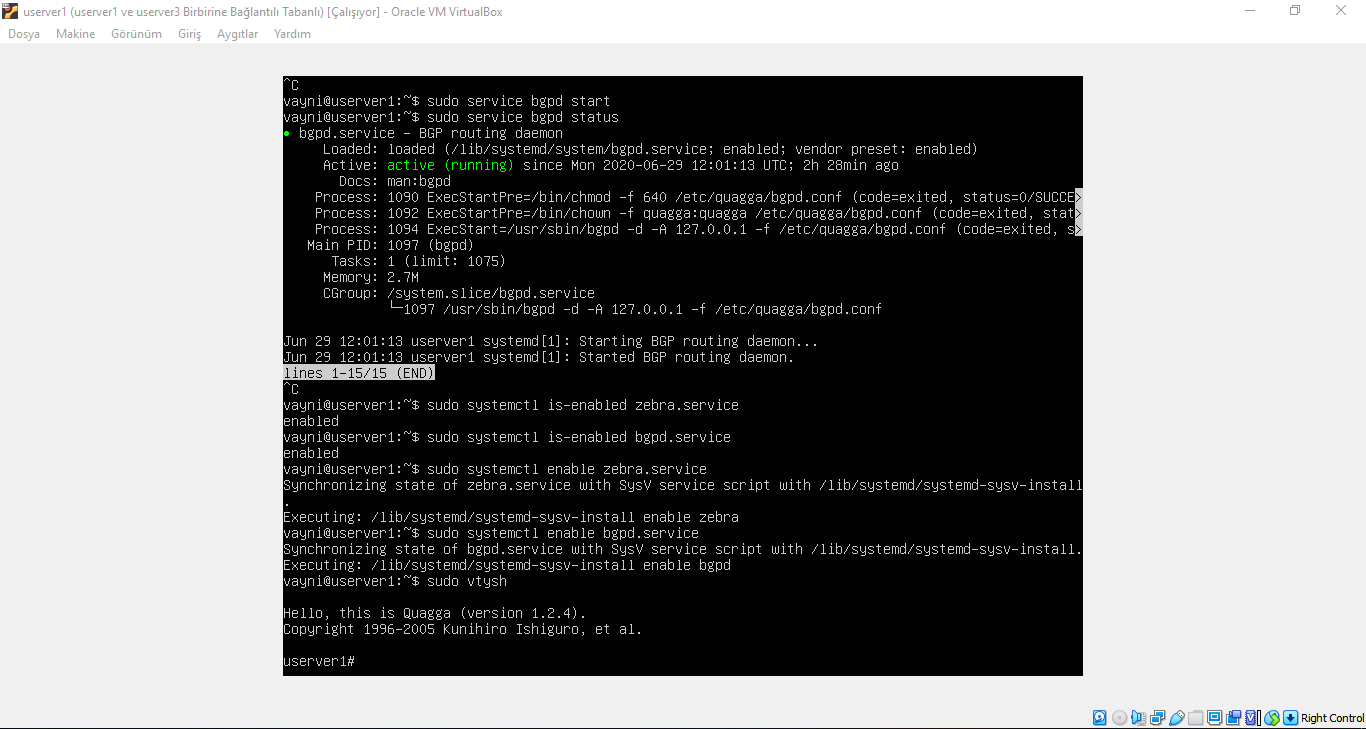 userver1 (userver1 ve userver3 Birbirine Bağlantılı Tabanlı) [Çalışıyor] - Oracle VM VirtualBox
Dosya Makine Görünüm Giriş Aygıtlar Yardım
^C
vayni@userver1:~$ sudo service bgpd start
vayni@userver1:~$ sudo service bgpd status
● bgpd.service - BGP routing daemon
Loaded: loaded (/lib/systemd/system/bgpd.service; enabled; vendor preset: enabled)
Active: active (running) since Mon 2020-06-29 12:01:13 UTC; 2h 28min ago
Docs: man:bgpd
Process: 1090 ExecStartPre=/bin/chmod -f 640 /etc/quagga/bgpd.conf (code=exited, status=0/SUCCE>
Process: 1092 ExecStartPre=/bin/chown -f quagga:quagga /etc/quagga/bgpd.conf (code=exited, stat>
Process: 1094 ExecStart=/usr/sbin/bgpd -d -A 127.0.0.1 -f /etc/quagga/bgpd.conf (code=exited, s>
Main PID: 1097 (bgpd)
Tasks: 1 (limit: 1075)
Memory: 2.7M
CGroup: /system.slice/bgpd.service
└─1097 /usr/sbin/bgpd -d -A 127.0.0.1 -f /etc/quagga/bgpd.conf
Jun 29 12:01:13 userver1 systemd[1]: Starting BGP routing daemon...
Jun 29 12:01:13 userver1 systemd[1]: Started BGP routing daemon.
lines 1-15/15 (END)
^C
vayni@userver1:~$ sudo systemctl is-enabled zebra.service
enabled
vayni@userver1:~$ sudo systemctl is-enabled bgpd.service
enabled
vayni@userver1:~$ sudo systemctl enable zebra.service
Synchronizing state of zebra.service with SysV service script with /lib/systemd/systemd-sysv-install
.
Executing: /lib/systemd/systemd-sysv-install enable zebra
vayni@userver1:~$ sudo systemctl enable bgpd.service
Synchronizing state of bgpd.service with SysV service script with /lib/systemd/systemd-sysv-install.
Executing: /lib/systemd/systemd-sysv-install enable bgpd
vayni@userver1:~$ sudo vtysh
Hello, this is Quagga (version 1.2.4).
Copyright 1996-2005 Kunihiro Ishiguro, et al.
userver1#
Right Control